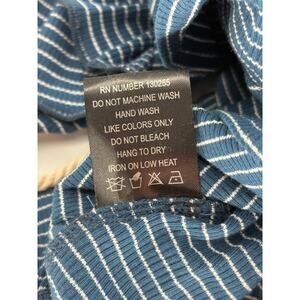 RN NUMBER 130255
DO NOT MACHINE WASH
HAND WASH
LIKE COLORS ONLY
DO NOT BLEACH
HANG TO DRY
IRON ON LOW HEAT